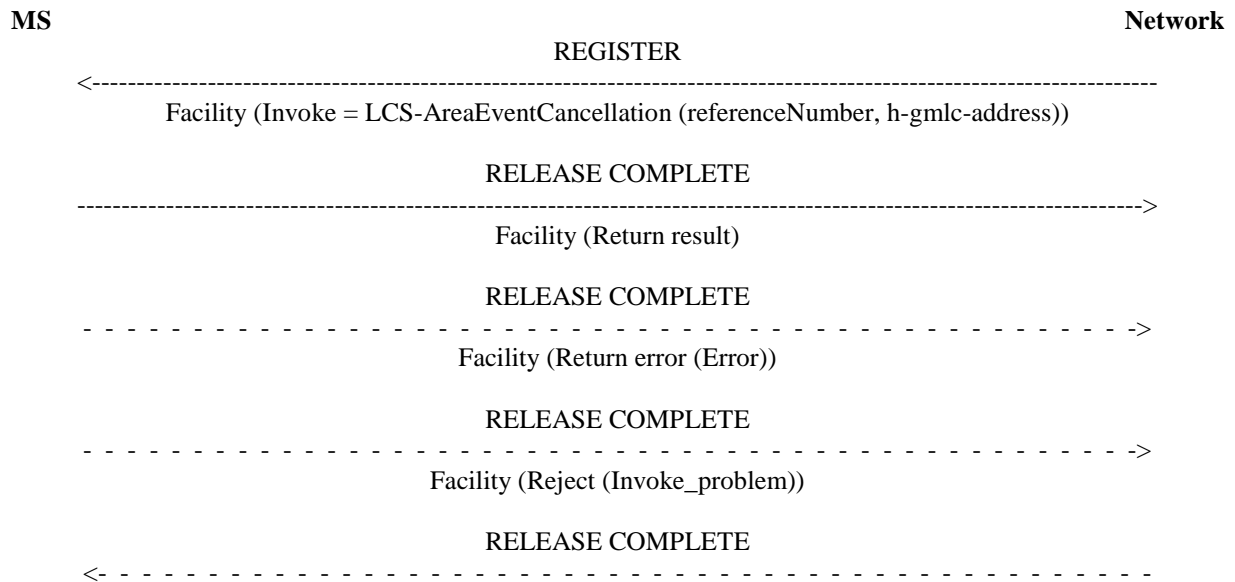 MS Network
REGISTER
<------------------------------------------------------------------------------------------------------------------------
Facility (Invoke = LCS-AreaEventCancellation (referenceNumber, h-gmlc-address))
RELEASE COMPLETE
------------------------------------------------------------------------------------------------------------------------>
Facility (Return result)
RELEASE COMPLETE
- - - - - - - - - - - - - - - - - - - - - - - - - - - - - - - - - - - - - - - - - - - - - - - ->
Facility (Return error (Error))
RELEASE COMPLETE
- - - - - - - - - - - - - - - - - - - - - - - - - - - - - - - - - - - - - - - - - - - - - - - ->
Facility (Reject (Invoke_problem))
RELEASE COMPLETE
<- - - - - - - - - - - - - - - - - - - - - - - - - - - - - - - - - - - - - - - - - - - - - - - -